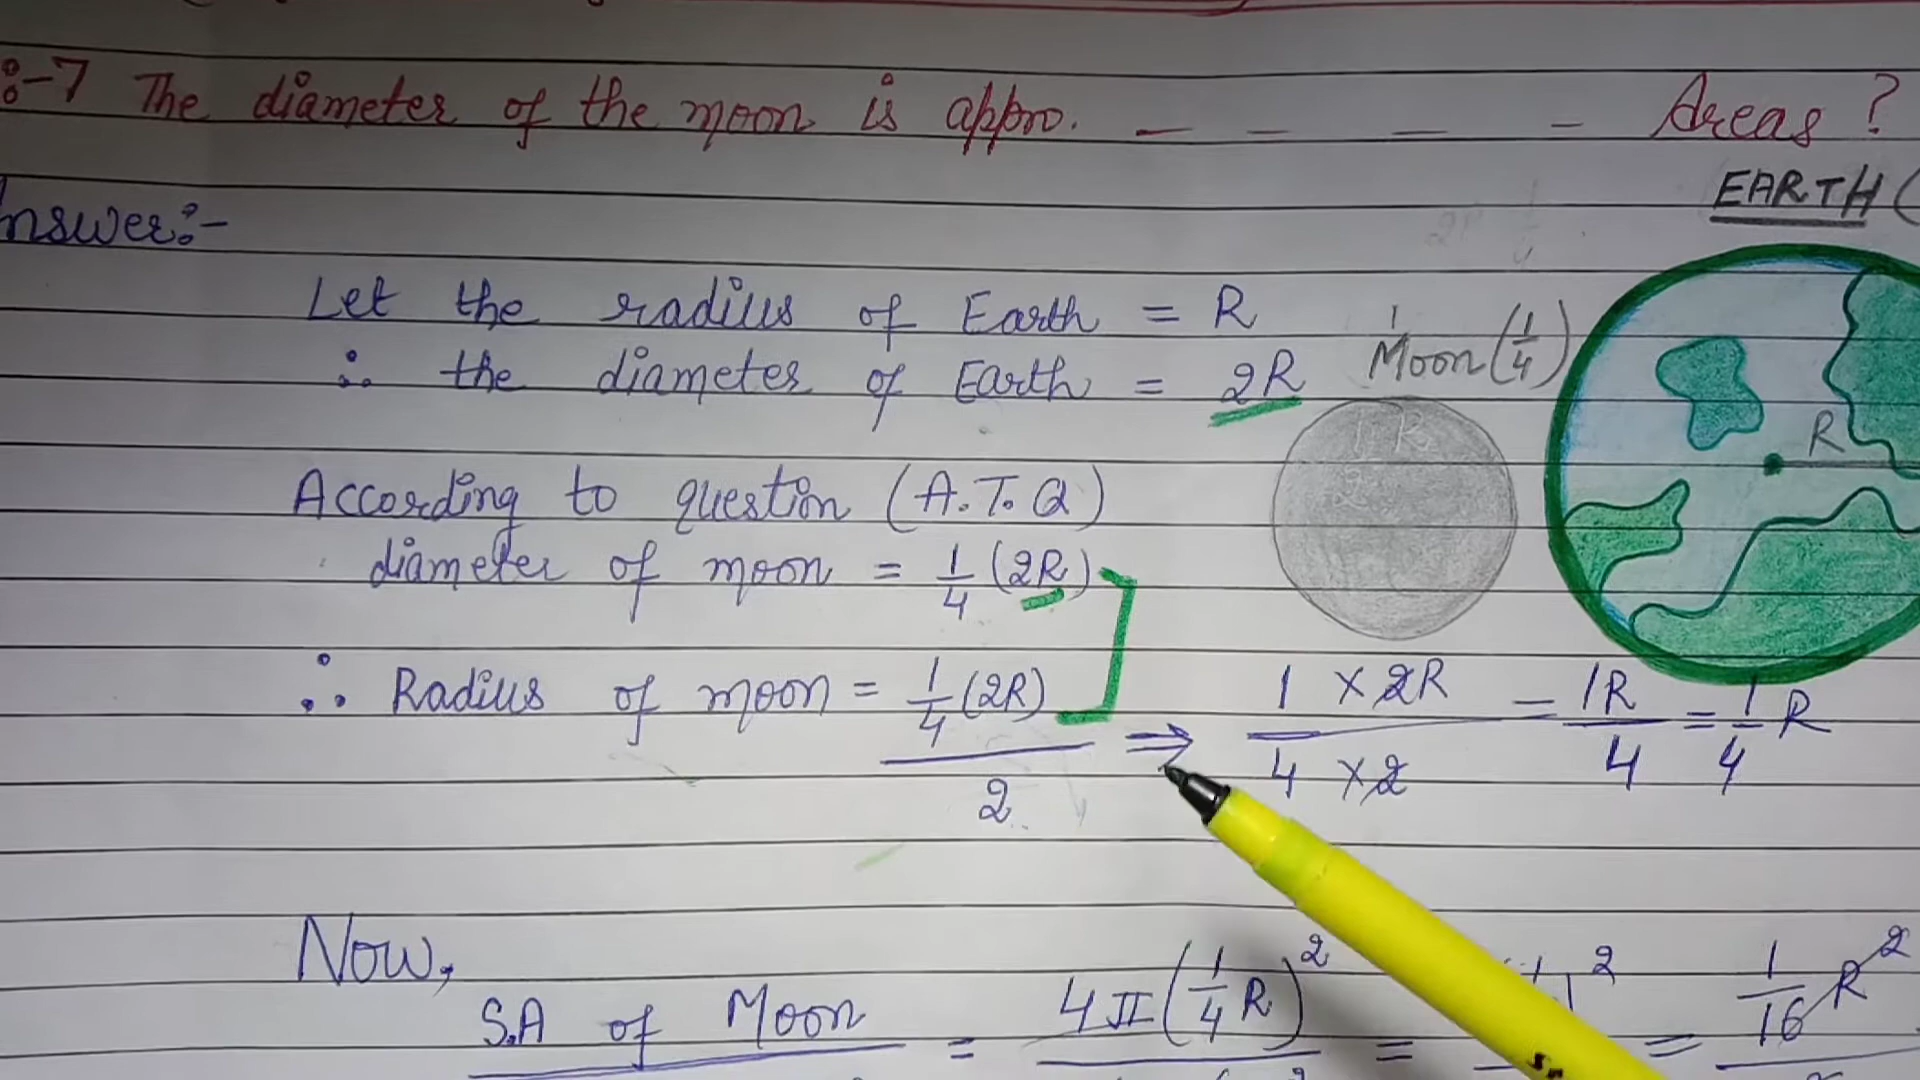 :-7 The diameter of the moon is appro. _ _ _ _ Areas ?
EARTH (
nswer:-
Let the radius of Earth = R
∴ the diameter of Earth = 2R
Moon (1/4)
R
According to question (A.T.Q)
diameter of moon = 1/4 (2R)
∴ Radius of moon = 1/4 (2R) / 2 ⇒ 1 × 2R / 4 × 2 = 1R / 4 = 1/4 R
Now,
S.A of Moon = 4π(1/4 R)² = = 1/16 R²